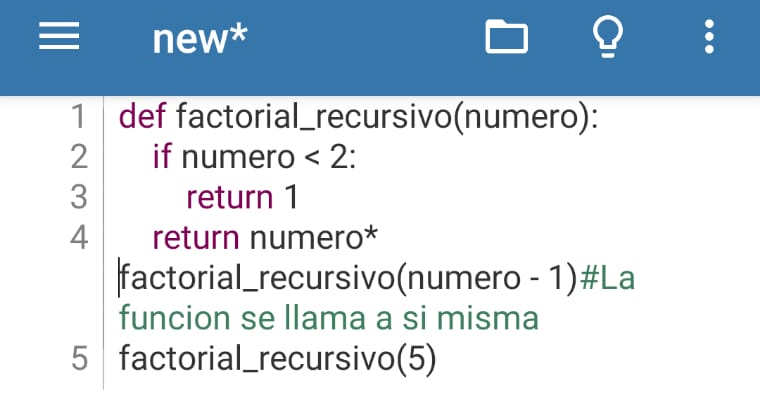 new*
1 def factorial_recursivo(numero):
2 if numero < 2:
3 return 1
4 return numero*
factorial_recursivo(numero - 1)#La
funcion se llama a si misma
5 factorial_recursivo(5)